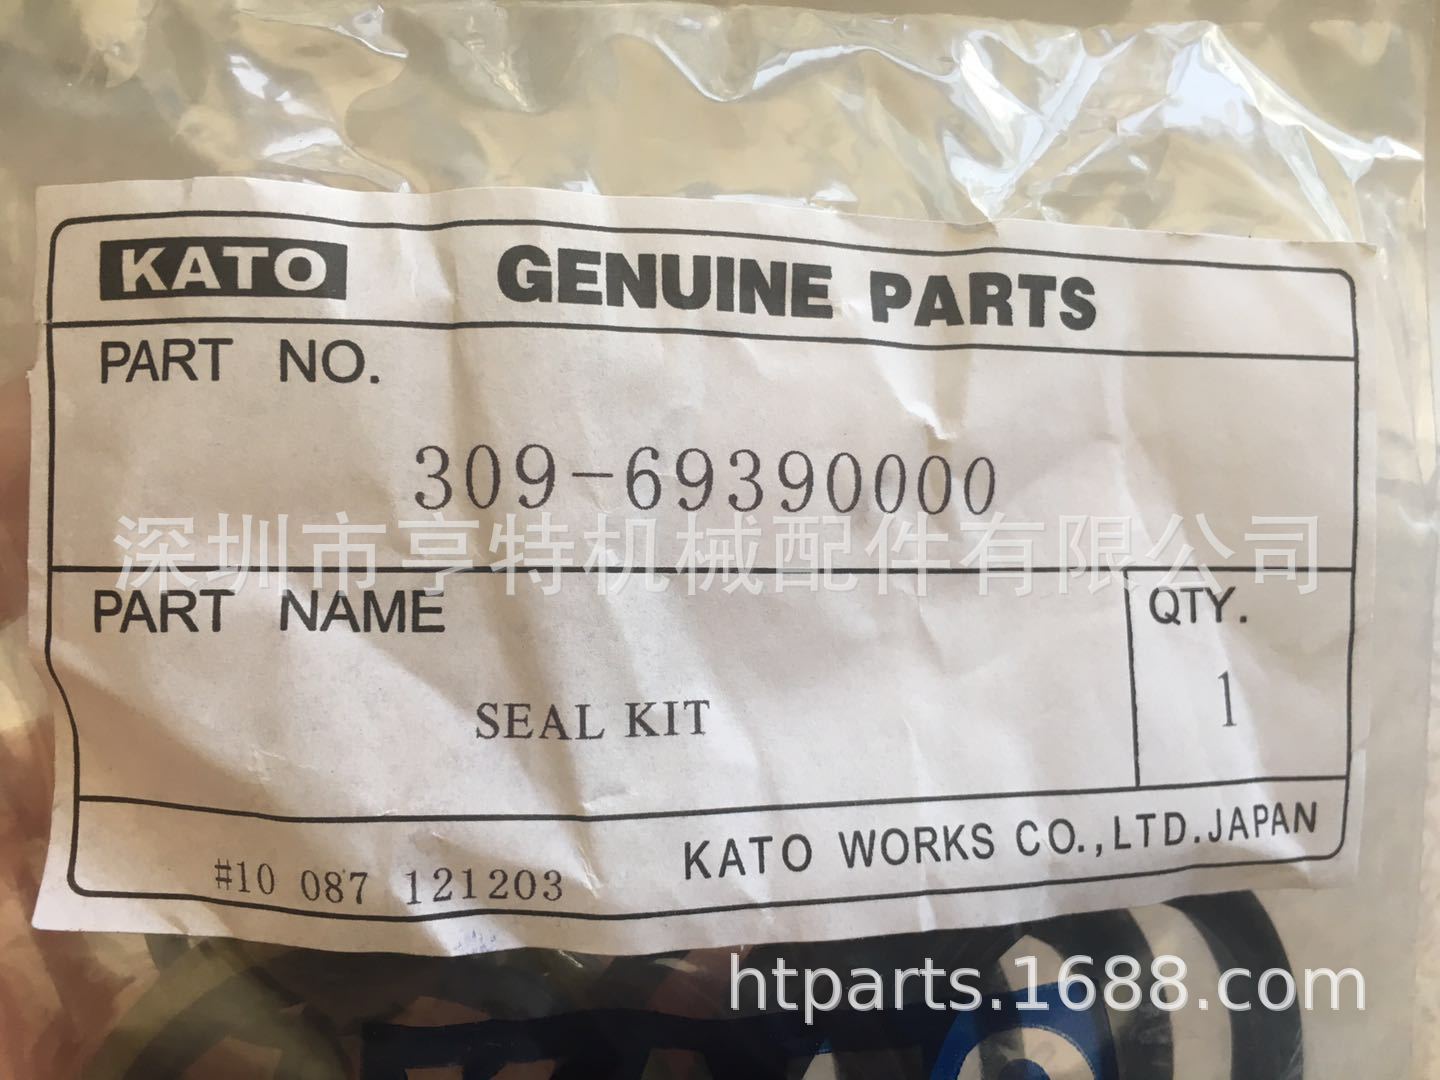 KATO GENUINE PARTS
PART NO.
309-69390000
深圳市亨特机械配件有限公司
PART NAME
QTY.
SEAL KIT
1
#10 087 121203
KATO WORKS CO.,LTD.JAPAN
htparts.1688.com